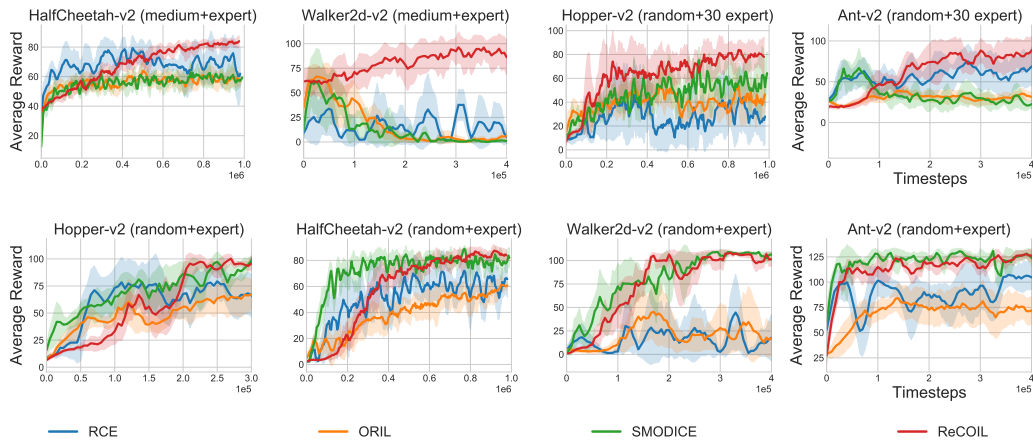 HalfCheetah-v2 (medium+expert)
Walker2d-v2 (medium+expert)
Hopper-v2 (random+30 expert)
Ant-v2 (random+30 expert)
Average Reward
80
60
40
20
0.0 0.2 0.4 0.6 0.8 1.0
1e6
100
75
50
25
0
0 1 2 3 4
1e5
100
80
60
40
20
0
0.0 0.2 0.4 0.6 0.8 1.0
1e6
Average Reward
100
50
0
0 1 2 3 4
1e5
Timesteps
Hopper-v2 (random+expert)
HalfCheetah-v2 (random+expert)
Walker2d-v2 (random+expert)
Ant-v2 (random+expert)
Average Reward
100
75
50
25
0
0.0 0.5 1.0 1.5 2.0 2.5 3.0
1e5
80
60
40
20
0
0.0 0.2 0.4 0.6 0.8 1.0
1e6
100
75
50
25
0
0 1 2 3 4
1e5
Average Reward
125
100
75
50
25
0 1 2 3 4
1e5
Timesteps
RCE
ORIL
SMODICE
ReCOIL